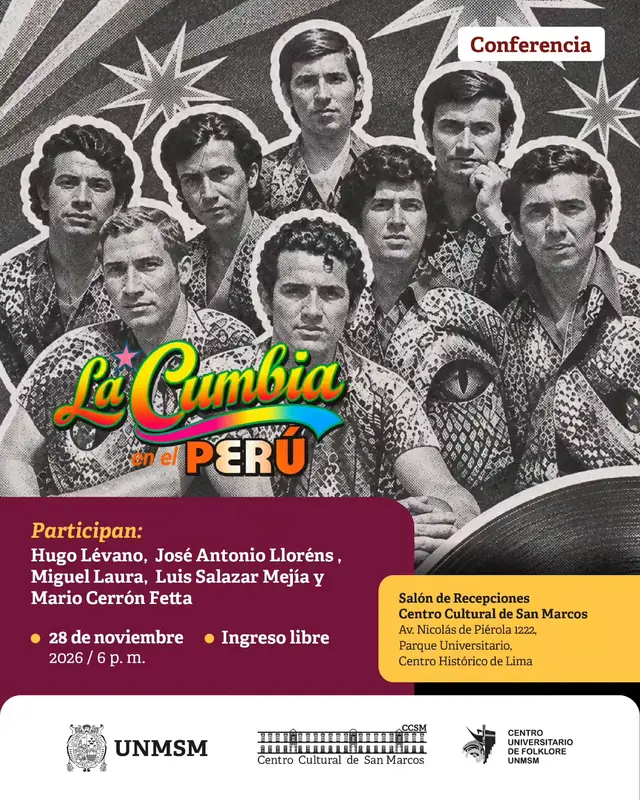 Conferencia
La Cumbia
en el PERÚ
Participan:
Hugo Lévano, José Antonio Lloréns ,
Miguel Laura, Luis Salazar Mejía y
Mario Cerrón Fetta
28 de noviembre
2026 / 6 p. m.
Ingreso libre
Salón de Recepciones
Centro Cultural de San Marcos
Av. Nicolás de Piérola 1222,
Parque Universitario,
Centro Histórico de Lima
UNMSM
CCSM
Centro Cultural de San Marcos
CENTRO
UNIVERSITARIO
DE FOLKLORE
UNMSM